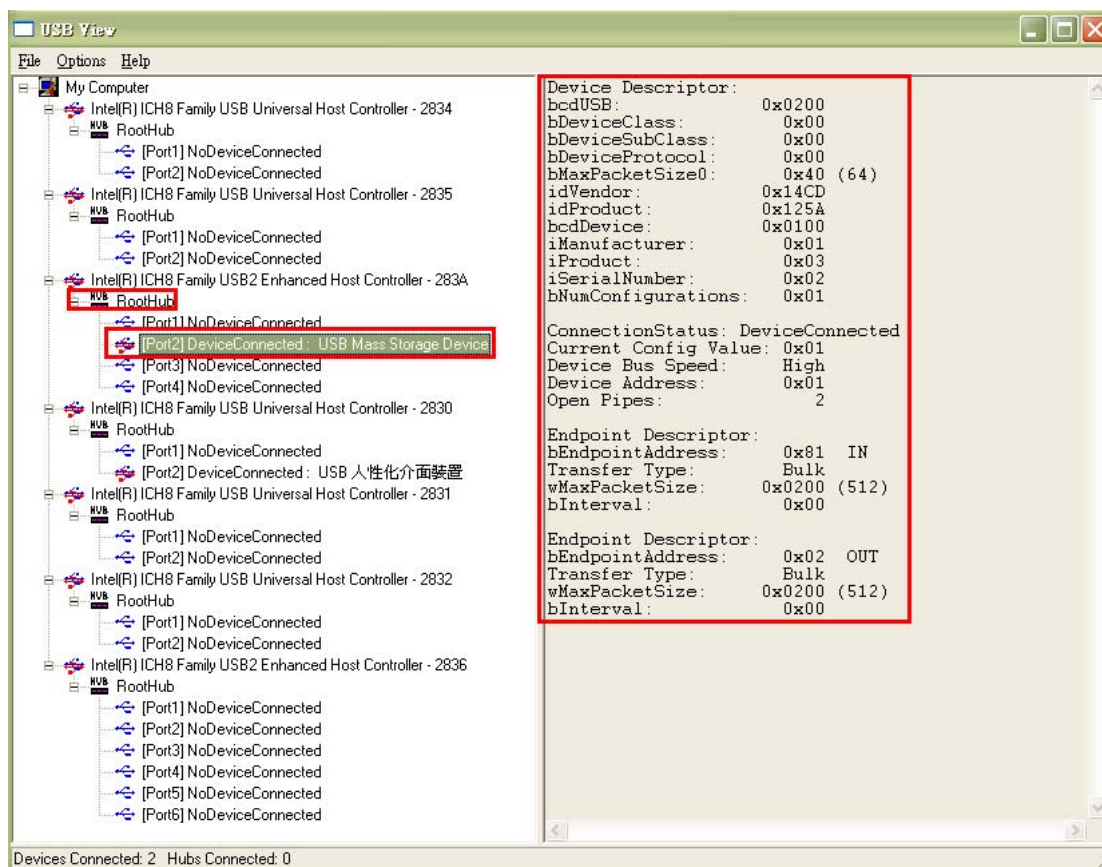 USB View
File Options Help
My Computer
Intel(R) ICH8 Family USB Universal Host Controller - 2834
RootHub
[Port1] NoDeviceConnected
[Port2] NoDeviceConnected
Intel(R) ICH8 Family USB Universal Host Controller - 2835
RootHub
[Port1] NoDeviceConnected
[Port2] NoDeviceConnected
Intel(R) ICH8 Family USB2 Enhanced Host Controller - 283A
RootHub
[Port1] NoDeviceConnected
[Port2] DeviceConnected : USB Mass Storage Device
[Port3] NoDeviceConnected
[Port4] NoDeviceConnected
Intel(R) ICH8 Family USB Universal Host Controller - 2830
RootHub
[Port1] NoDeviceConnected
[Port2] DeviceConnected : USB 人性化介面裝置
Intel(R) ICH8 Family USB Universal Host Controller - 2831
RootHub
[Port1] NoDeviceConnected
[Port2] NoDeviceConnected
Intel(R) ICH8 Family USB Universal Host Controller - 2832
RootHub
[Port1] NoDeviceConnected
[Port2] NoDeviceConnected
Intel(R) ICH8 Family USB2 Enhanced Host Controller - 2836
RootHub
[Port1] NoDeviceConnected
[Port2] NoDeviceConnected
[Port3] NoDeviceConnected
[Port4] NoDeviceConnected
[Port5] NoDeviceConnected
[Port6] NoDeviceConnected
Device Descriptor:
bcdUSB: 0x0200
bDeviceClass: 0x00
bDeviceSubClass: 0x00
bDeviceProtocol: 0x00
bMaxPacketSize0: 0x40 (64)
idVendor: 0x14CD
idProduct: 0x125A
bcdDevice: 0x0100
iManufacturer: 0x01
iProduct: 0x03
iSerialNumber: 0x02
bNumConfigurations: 0x01
ConnectionStatus: DeviceConnected
Current Config Value: 0x01
Device Bus Speed: High
Device Address: 0x01
Open Pipes: 2
Endpoint Descriptor:
bEndpointAddress: 0x81 IN
Transfer Type: Bulk
wMaxPacketSize: 0x0200 (512)
bInterval: 0x00
Endpoint Descriptor:
bEndpointAddress: 0x02 OUT
Transfer Type: Bulk
wMaxPacketSize: 0x0200 (512)
bInterval: 0x00
Devices Connected: 2 Hubs Connected: 0